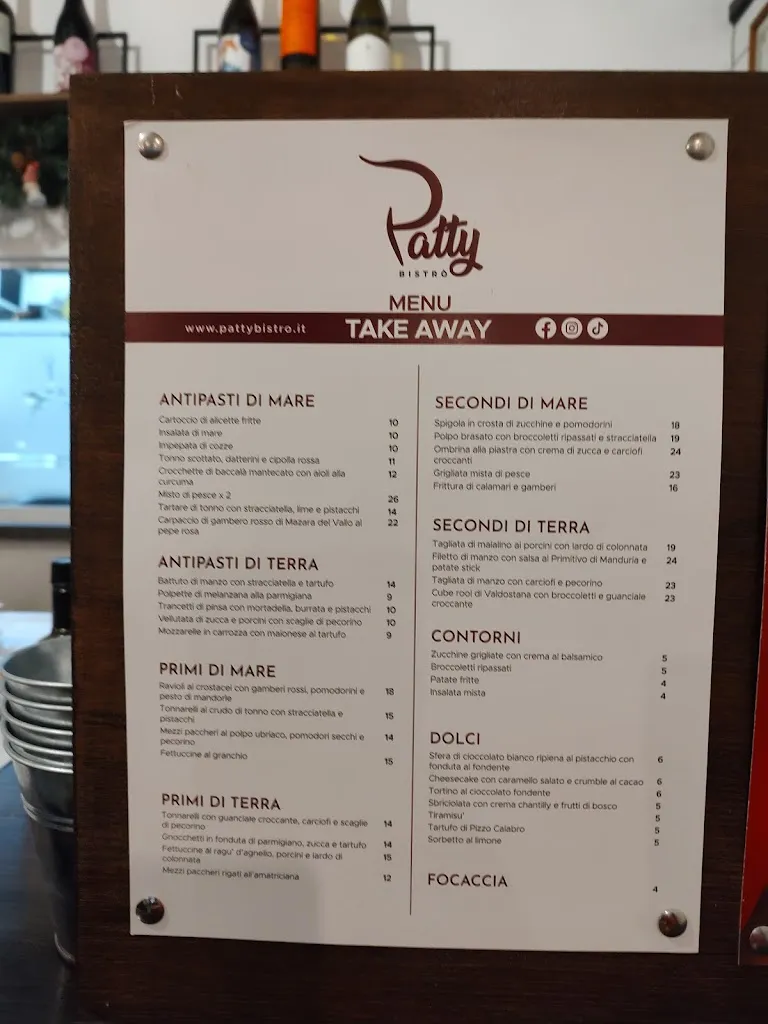 Patty
BISTRÒ
MENU
www.pattybistro.it TAKE AWAY
ANTIPASTI DI MARE
Cartoccio di alicette fritte 10
Insalata di mare 10
Impepata di cozze 10
Tonno scottato, datterini e cipolla rossa 11
Crocchette di baccalà mantecato con aioli alla 12
curcuma
Misto di pesce x 2 26
Tartare di tonno con stracciatella, lime e pistacchi 14
Carpaccio di gambero rosso di Mazara del Vallo al 22
pepe rosa
ANTIPASTI DI TERRA
Battuto di manzo con stracciatella e tartufo 14
Polpette di melanzana alla parmigiana 9
Trancetti di pinsa con mortadella, burrata e pistacchi 10
Vellutata di zucca e porcini con scaglie di pecorino 10
Mozzarelle in carrozza con maionese al tartufo 9
PRIMI DI MARE
Ravioli ai crostacei con gamberi rossi, pomodorini e 18
pesto di mandorle
Tonnarelli al crudo di tonno con stracciatella e 15
pistacchi
Mezzi paccheri al polpo ubriaco, pomodori secchi e 14
pecorino
Fettuccine al granchio 15
PRIMI DI TERRA
Tonnarelli con guanciale croccante, carciofi e scaglie 14
di pecorino
Gnocchetti in fonduta di parmigiano, zucca e tartufo 14
Fettuccine al ragu' d'agnello, porcini e lardo di 15
colonnata
Mezzi paccheri rigati all'amatriciana 12
SECONDI DI MARE
Spigola in crosta di zucchine e pomodorini 18
Polpo brasato con broccoletti ripassati e stracciatella 19
Ombrina alla piastra con crema di zucca e carciofi 24
croccanti
Grigliata mista di pesce 23
Frittura di calamari e gamberi 16
SECONDI DI TERRA
Tagliata di maialino ai porcini con lardo di colonnata 19
Filetto di manzo con salsa al Primitivo di Manduria e 24
patate stick
Tagliata di manzo con carciofi e pecorino 23
Cube rool di Valdostana con broccoletti e guanciale 23
croccante
CONTORNI
Zucchine grigliate con crema al balsamico 5
Broccoletti ripassati 5
Patate fritte 4
Insalata mista 4
DOLCI
Sfera di cioccolato bianco ripiena al pistacchio con 6
fonduta al fondente
Cheesecake con caramello salato e crumble al cacao 6
Tortino al cioccolato fondente 6
Sbriciolata con crema chantilly e frutti di bosco 5
Tiramisu' 5
Tartufo di Pizzo Calabro 5
Sorbetto al limone 5
FOCACCIA 4